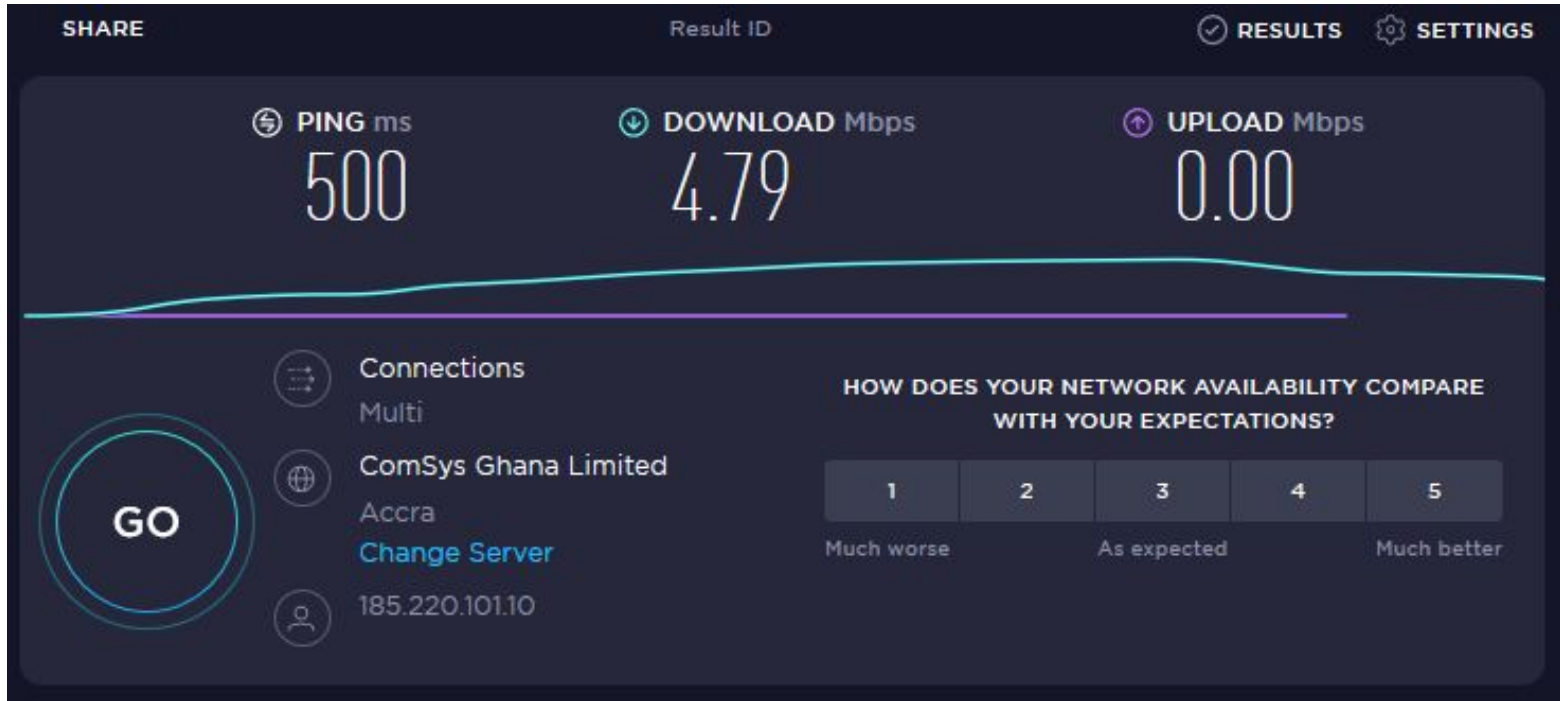 SHARE
Result ID
RESULTS
SETTINGS
PING ms
DOWNLOAD Mbps
UPLOAD Mbps
500
4.79
0.00
Connections
Multi
ComSys Ghana Limited
Accra
Change Server
185.220.101.10
GO
HOW DOES YOUR NETWORK AVAILABILITY COMPARE
WITH YOUR EXPECTATIONS?
1 2 3 4 5
Much worse As expected Much better